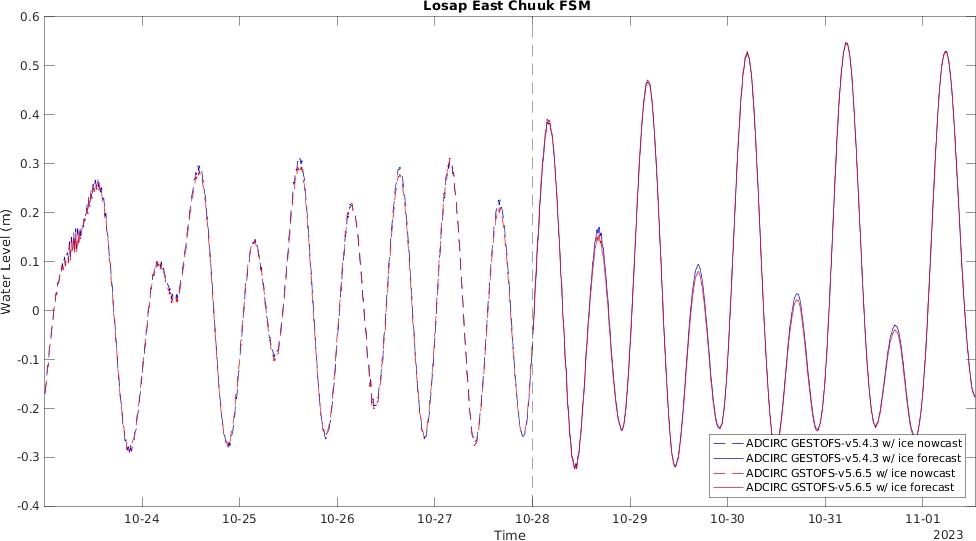 Losap East Chuuk FSM
0.6
0.5
0.4
0.3
0.2
0.1
0
-0.1
-0.2
-0.3
-0.4
Water Level (m)
ADCIRC GESTOFS-v5.4.3 w/ ice nowcast
ADCIRC GESTOFS-v5.4.3 w/ ice forecast
ADCIRC GSTOFS-v5.6.5 w/ ice nowcast
ADCIRC GSTOFS-v5.6.5 w/ ice forecast
10-24 10-25 10-26 10-27 10-28 10-29 10-30 10-31 11-01
Time
2023